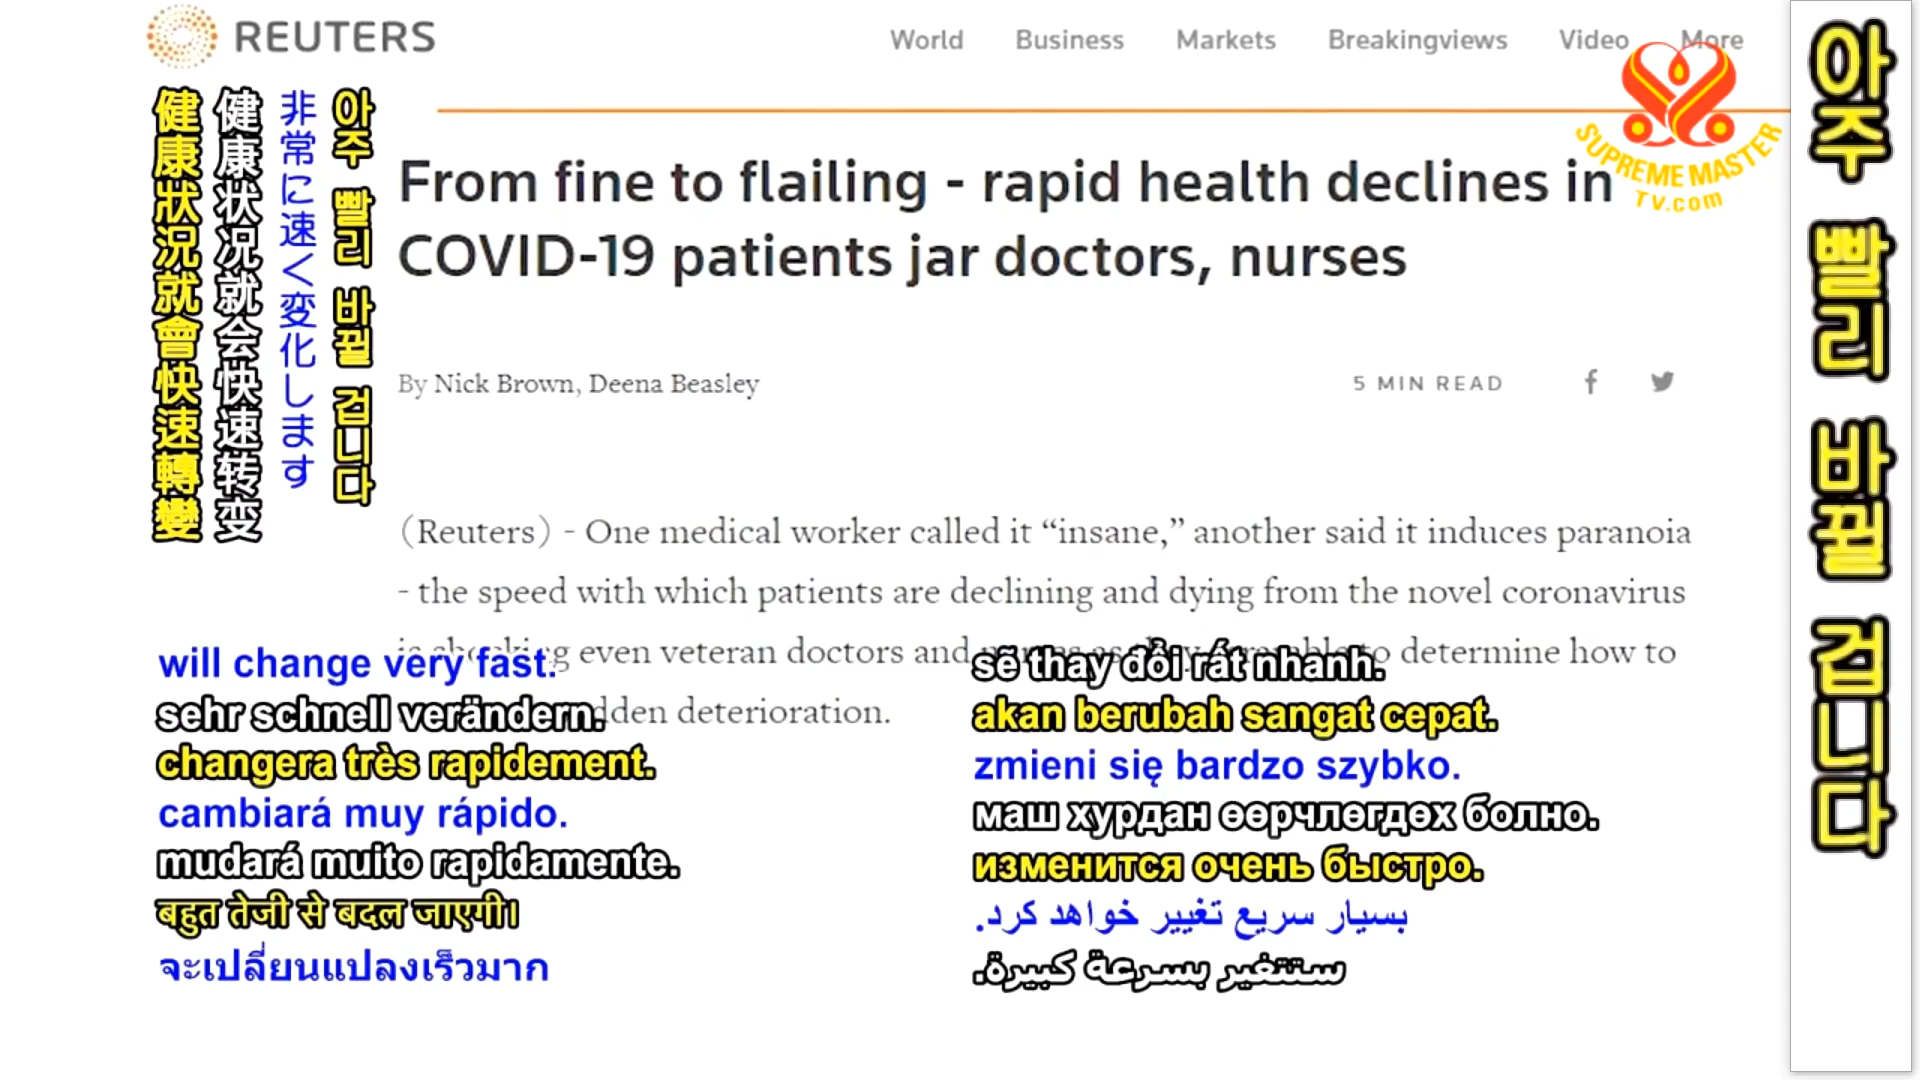 REUTERS
World Business Markets Breakingviews Video More
SUPREME MASTER
TV.com
From fine to flailing - rapid health declines in
COVID-19 patients jar doctors, nurses
By Nick Brown, Deena Beasley
5 MIN READ
(Reuters) - One medical worker called it “insane,” another said it induces paranoia
- the speed with which patients are declining and dying from the novel coronavirus
even veteran doctors and determine how to
deterioration.
健康狀況就會快速轉變
健康状况就会快速转变
非常に速く変化します
아주 빨리 바뀔 겁니다
will change very fast.
sehr schnell verändern.
changera très rapidement.
cambiará muy rápido.
mudará muito rapidamente.
बहुत तेजी से बदल जाएगी।
จะเปลี่ยนแปลงเร็วมาก
sẽ thay đổi rát nhanh.
akan berubah sangat cepat.
zmieni się bardzo szybko.
маш хурдан өөрчлөгдөх болно.
изменится очень быстро.
بسیار سریع تغییر خواهد کرد.
ستتغير بسرعة كبيرة.
아주 빨리 바뀔 겁니다